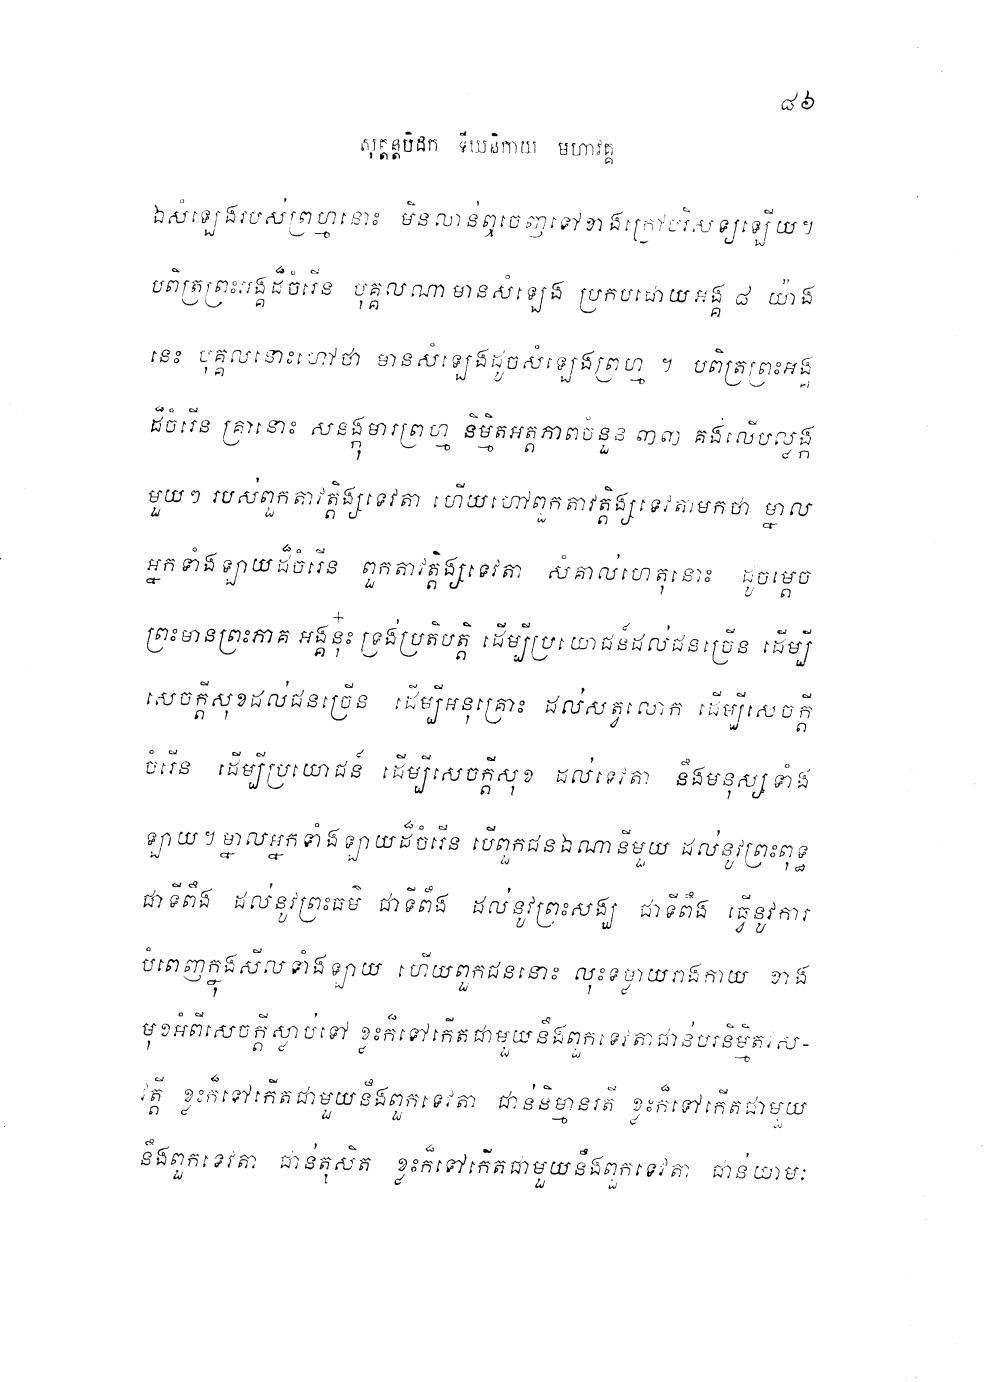 ៨៦
សុត្តន្តបិដក ទីឃនិកាយ មហាវគ្គ
ឯសំឡេងរបស់ព្រហ្មនោះ មិនលាន់ឮចេញទៅខាងក្រៅបរិសទ្យឡើយ។
បពិត្រព្រះអង្គដ៏ចំរើន បុគ្គលណាមានសំឡេង ប្រកបដោយអង្គ ៨ យ៉ាង
នេះ បុគ្គលនោះហៅថា មានសំឡេងដូចសំឡេងព្រហ្ម ។ បពិត្រព្រះអង្គ
ដ៏ចំរើន គ្រានោះ សនង្កុមារព្រហ្ម និម្មិតអត្តភាពចំនួន ៣៣ គង់លើបល្ល័ង្ក
មួយៗ របស់ពួកតាវត្តិង្សទេវតា ហើយហៅពួកតាវត្តិង្សទេវតាមកថា ម្នាល
អ្នកទាំងឡាយដ៏ចំរើន ពួកតាវត្តិង្សទេវតា សំគាល់ហេតុនោះ ដូចម្តេច
ព្រះមានព្រះភាគ អង្គនុ៎ះ ទ្រង់ប្រតិបត្តិ ដើម្បីប្រយោជន៍ដល់ជនច្រើន ដើម្បី
សេចក្តីសុខដល់ជនច្រើន ដើម្បីអនុគ្រោះ ដល់សត្វលោក ដើម្បីសេចក្តី
ចំរើន ដើម្បីប្រយោជន៍ ដើម្បីសេចក្តីសុខ ដល់ទេវតា នឹងមនុស្សទាំង
ឡាយ។ ម្នាលអ្នកទាំងឡាយដ៏ចំរើន បើពួកជនឯណានីមួយ ដល់នូវព្រះពុទ្ធ
ជាទីពឹង ដល់នូវព្រះធម៌ ជាទីពឹង ដល់នូវព្រះសង្ឃ ជាទីពឹង ធ្វើនូវការ
បំពេញក្នុងសីលទាំងឡាយ ហើយពួកជននោះ លុះទម្លាយរាងកាយ ខាង
មុខអំពីសេចក្តីស្លាប់ទៅ ខ្លះក៏ទៅកើតជាមួយនឹងពួកទេវតាជាន់បរនិម្មិតវស-
វត្តី ខ្លះក៏ទៅកើតជាមួយនឹងពួកទេវតា ជាន់និម្មានរតី ខ្លះក៏ទៅកើតជាមួយ
នឹងពួកទេវតា ជាន់តុសិត ខ្លះក៏ទៅកើតជាមួយនឹងពួកទេវតា ជាន់យាមៈ